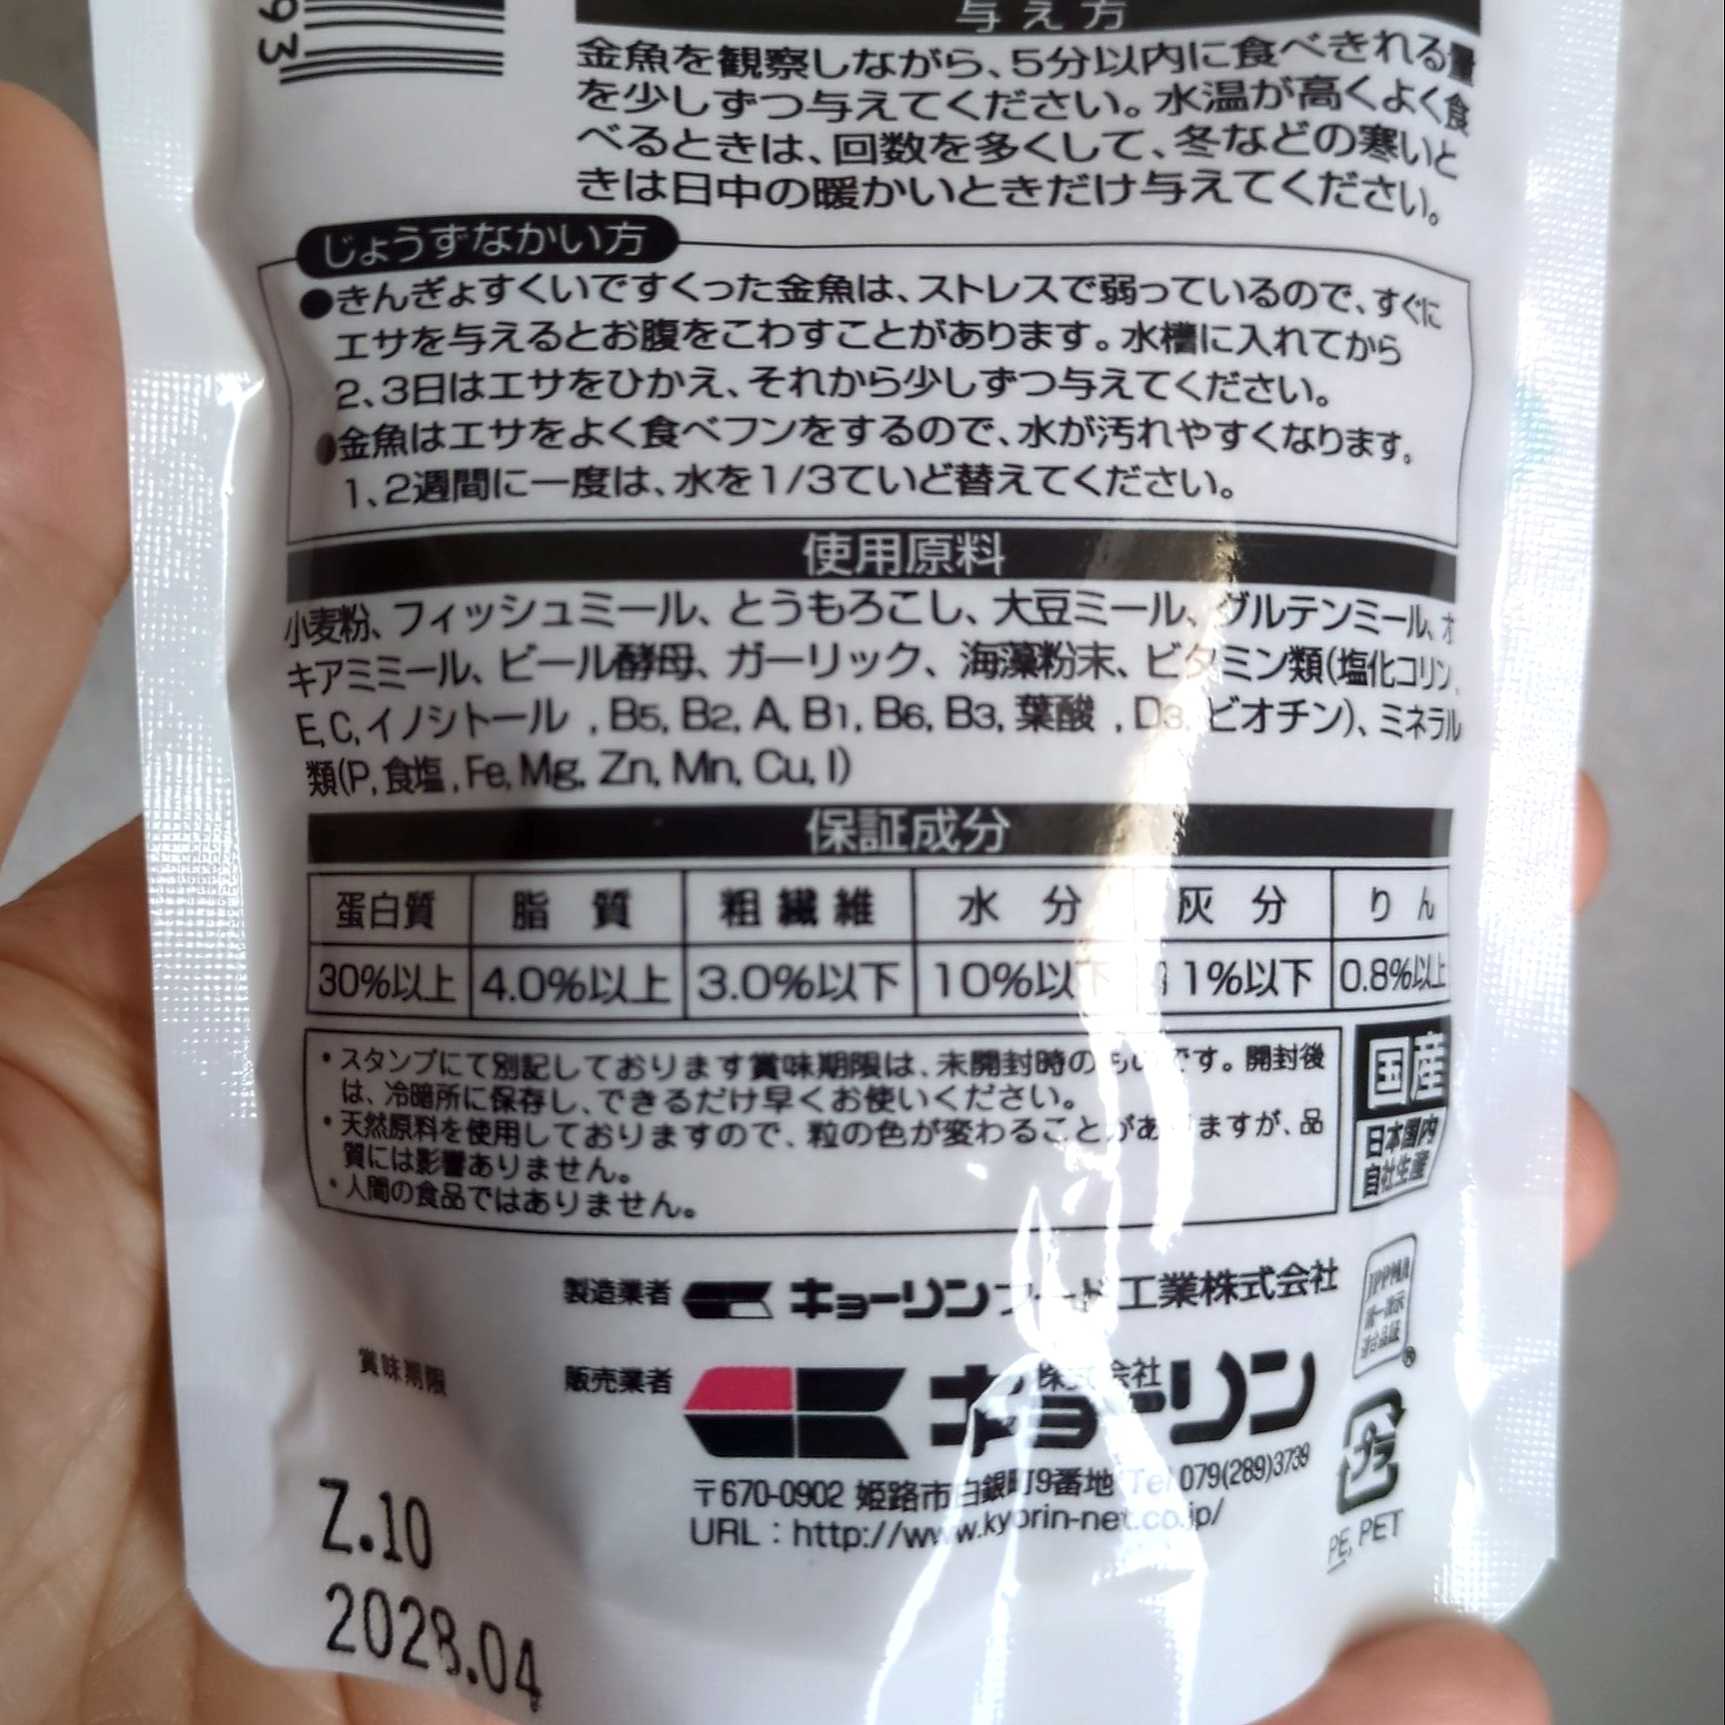 93
与え方
金魚を観察しながら、5分以内に食べきれる量
を少しずつ与えてください。水温が高くよく食
べるときは、回数を多くして、冬などの寒いと
きは日中の暖かいときだけ与えてください。
じょうずなかい方
●きんぎょすくいですくった金魚は、ストレスで弱っているので、すぐに
エサを与えるとお腹をこわすことがあります。水槽に入れてから
2、3日はエサをひかえ、それから少しずつ与えてください。
●金魚はエサをよく食べフンをするので、水が汚れやすくなります。
1、2週間に一度は、水を1/3ていど替えてください。
使用原料
小麦粉、フィッシュミール、とうもろこし、大豆ミール、グルテンミール、オ
キアミミール、ビール酵母、ガーリック、海藻粉末、ビタミン類(塩化コリン,
E, C, イノシトール , B5, B2, A, B1, B6, B3, 葉酸 , D3, ビオチン)、ミネラル
類(P, 食塩 , Fe, Mg, Zn, Mn, Cu, I)
保証成分
蛋白質 脂質 粗繊維 水分 灰分 りん
30%以上 4.0%以上 3.0%以下 10%以下 11%以下 0.8%以上
・スタンプにて別記しております賞味期限は、未開封時のです。開封後
は、冷暗所に保存し、できるだけ早くお使いください。
・天然原料を使用しておりますので、粒の色が変わることがありますが、品
質には影響ありません。
・人間の食品ではありません。
国産
日本国内
自社生産
製造業者 キョーリンフード工業株式会社
JPPMA
統一表示
適合品証
®
賞味期限
販売業者 株式会社 キョーリン
〒670-0902 姫路市白銀町9番地 Tel 079(289)3739
URL : http://www.kyorin-net.co.jp/
プラ
PE, PET
Z.10
2028.04